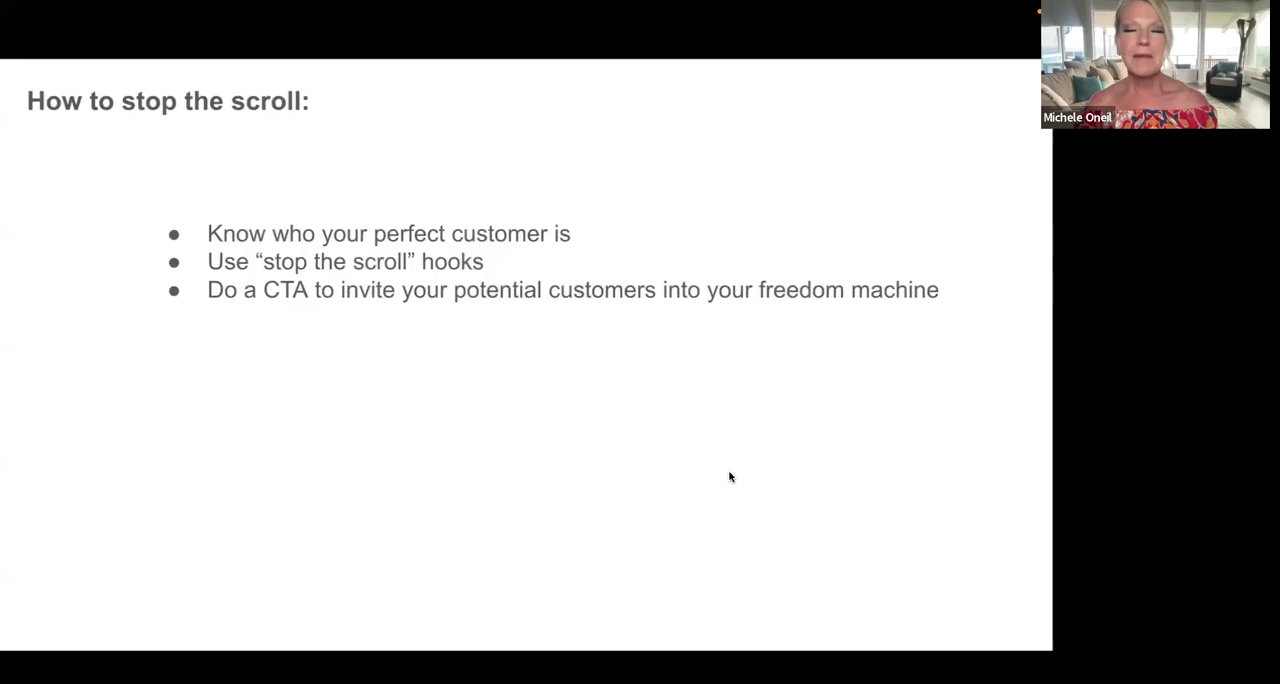 How to stop the scroll:
● Know who your perfect customer is
● Use “stop the scroll” hooks
● Do a CTA to invite your potential customers into your freedom machine
Michele Oneil